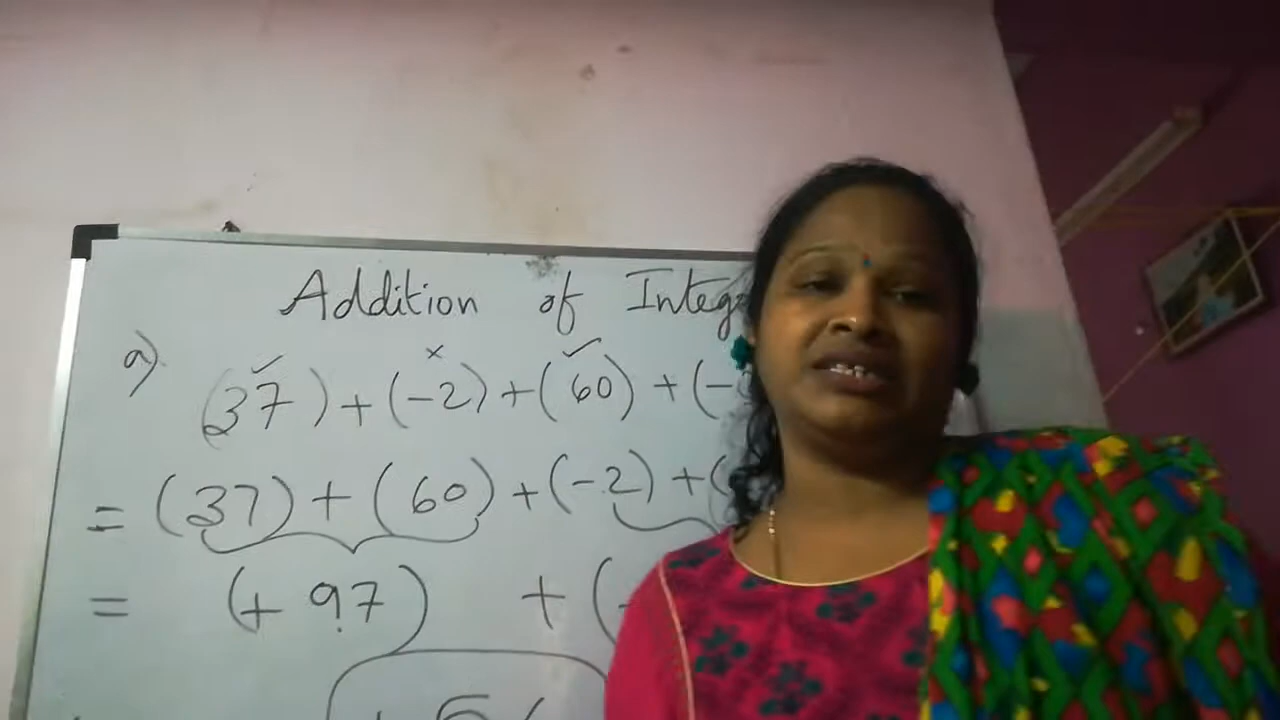 Addition of Integ
a)
(37) + (-2) + (60) + (-
= (37) + (60) + (-2) + (
= (+ 97) + (-